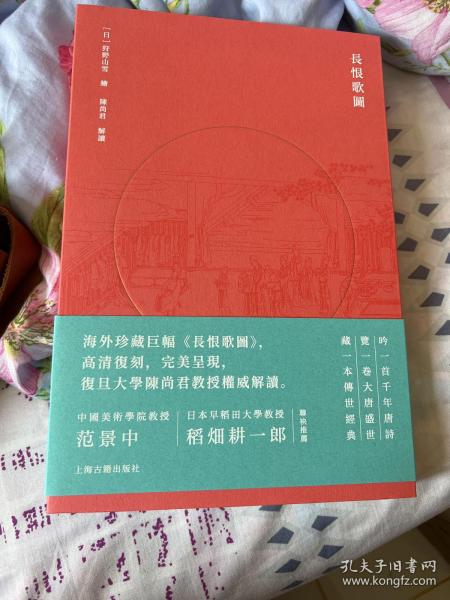 長恨歌圖
[日]狩野山雪 繪 陳尚君 解讀
海外珍藏巨幅《長恨歌圖》,
高清復刻,完美呈現,
復旦大學陳尚君教授權威解讀。
吟一首千年唐詩
覽一卷大唐盛世
藏一本傳世經典
中國美術學院教授
范景中
日本早稻田大學教授
稻畑耕一郎
聯袂推薦
上海古籍出版社
孔夫子旧书网
www.kongfz.com